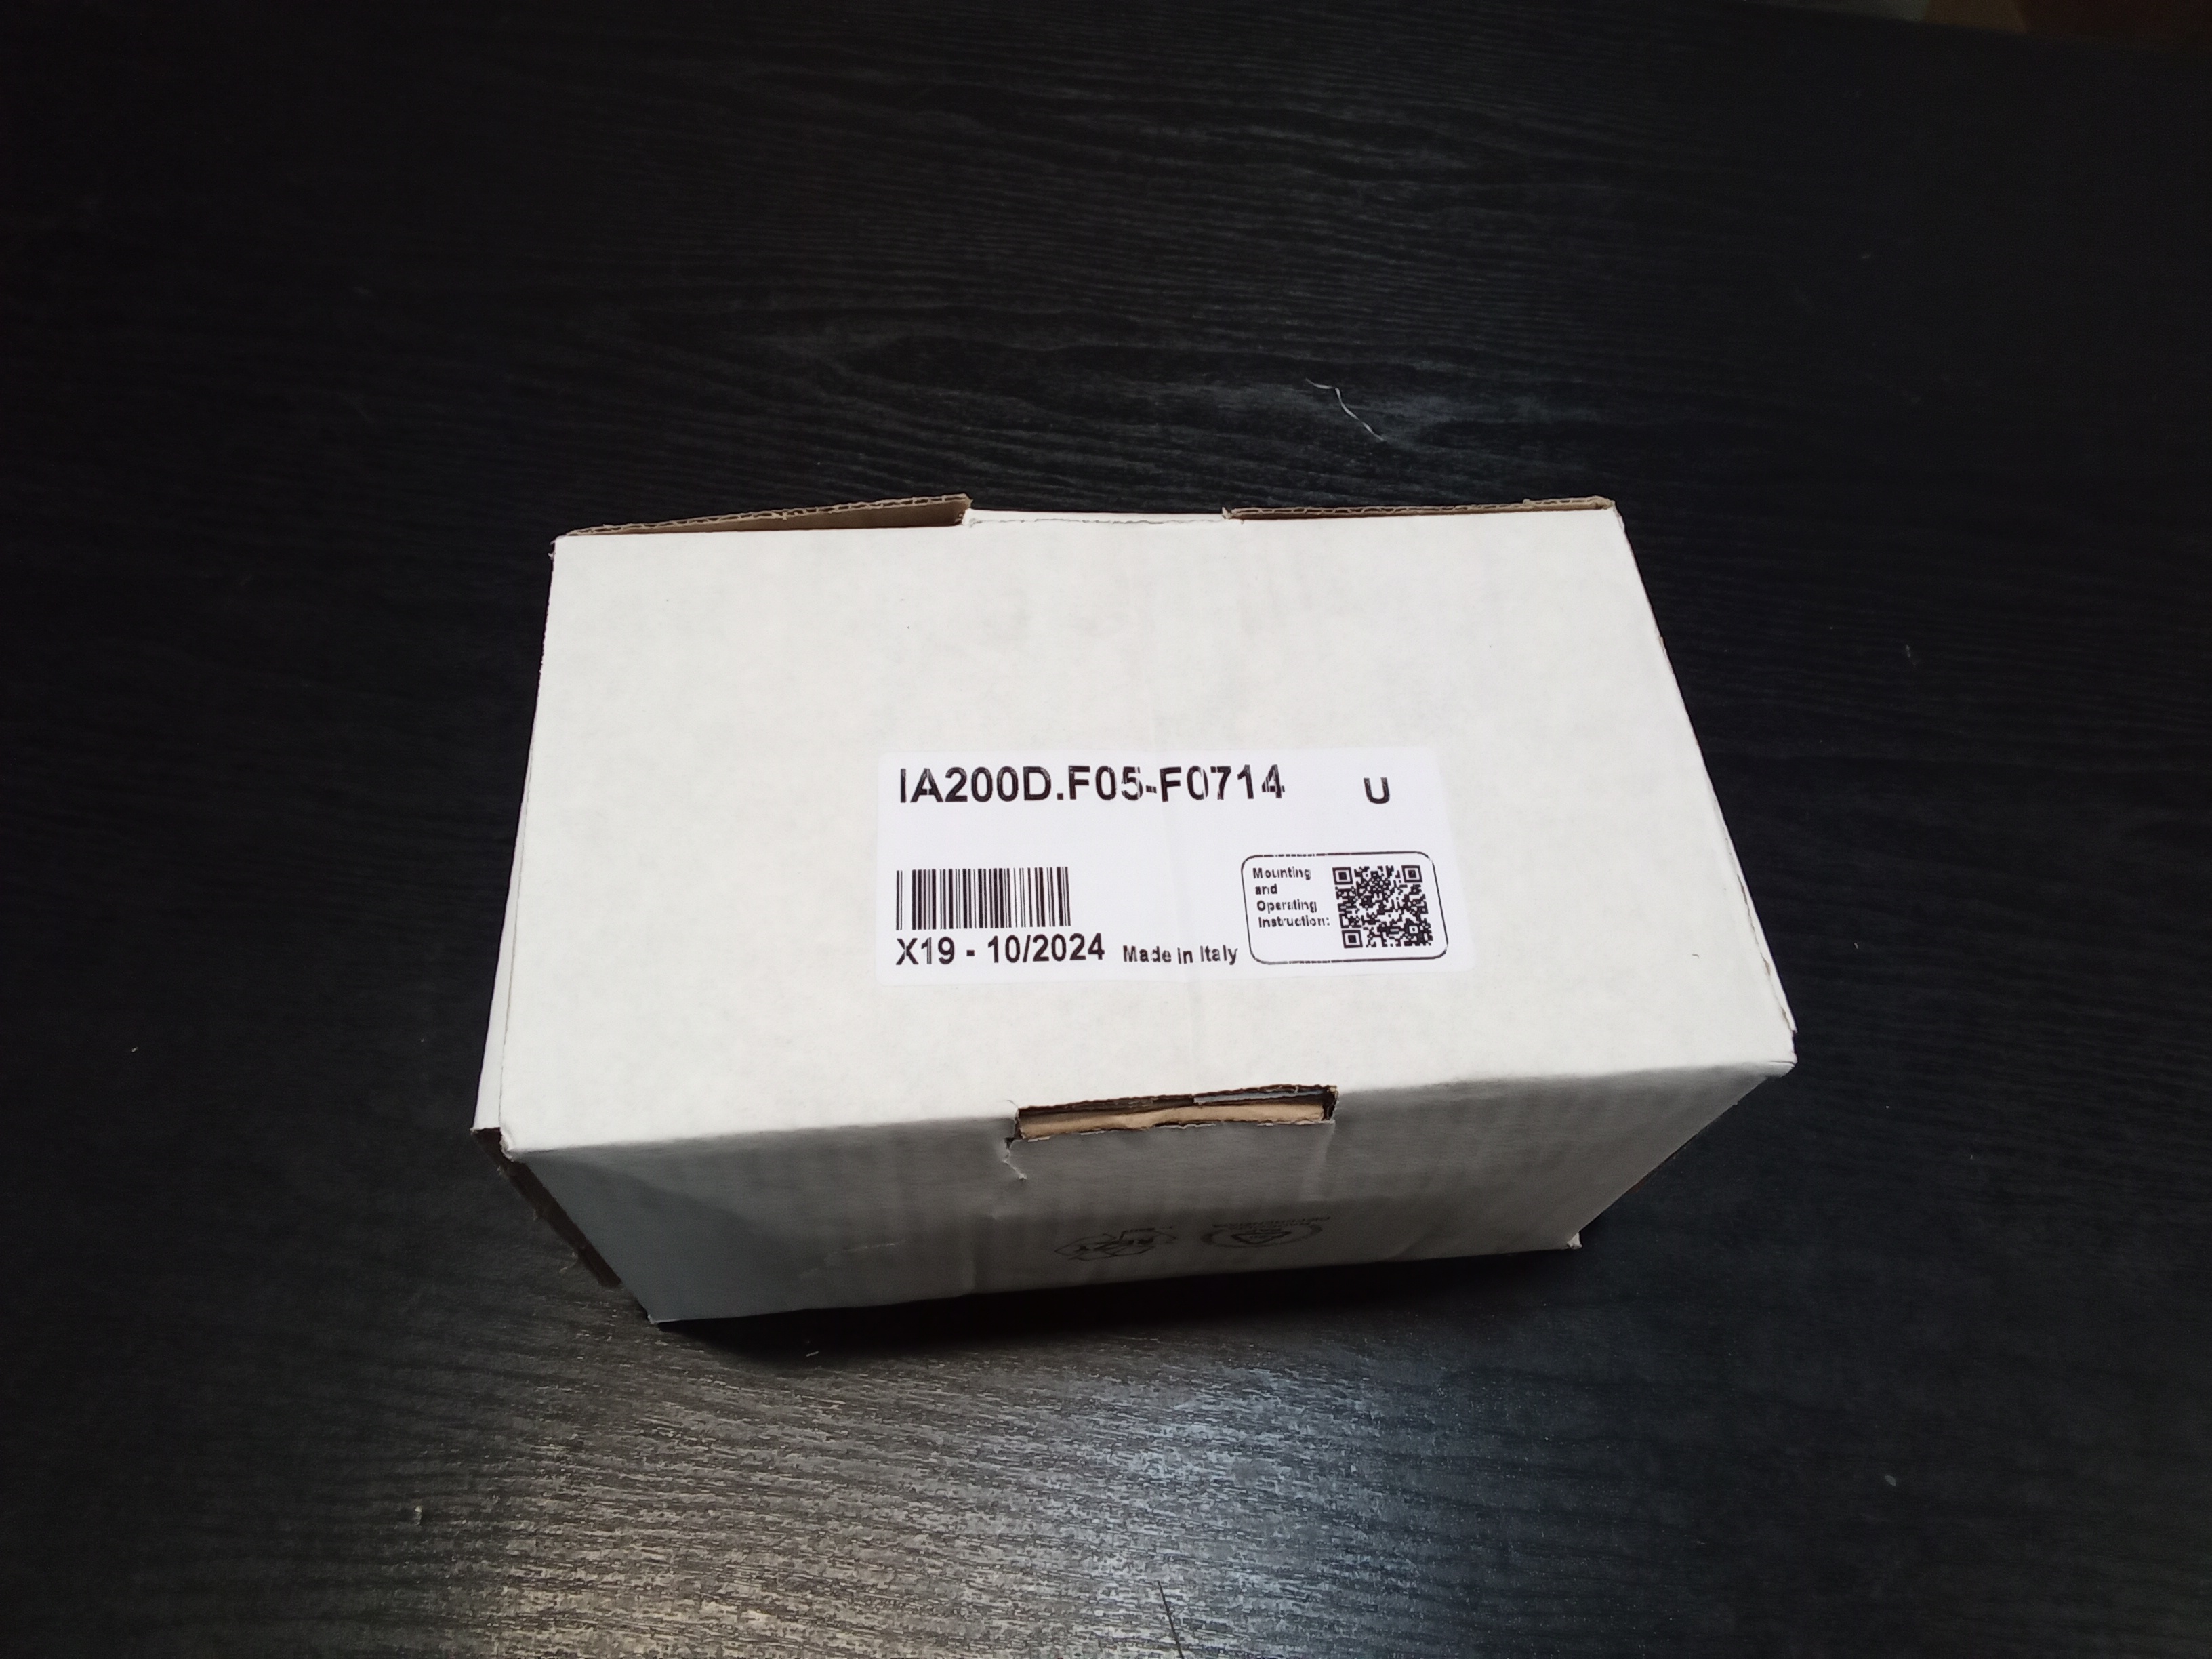 IA200D.F05-F0714 U
Mounting
and
Operating
Instruction:
X19 - 10/2024 Made in Italy